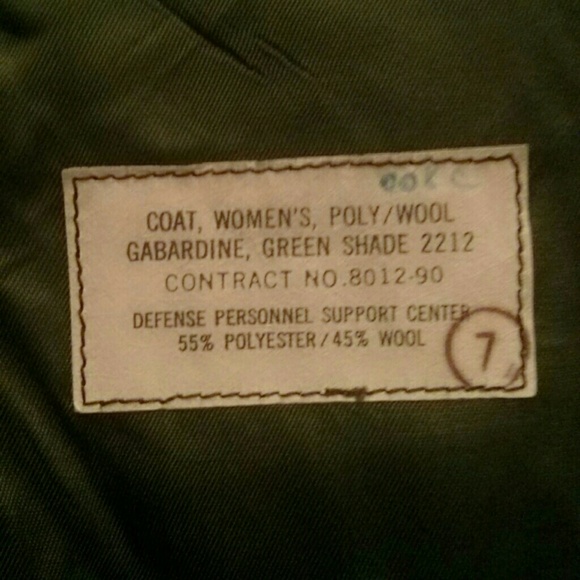 COAT, WOMEN'S, POLY/WOOL
GABARDINE, GREEN SHADE 2212
CONTRACT NO.8012-90
DEFENSE PERSONNEL SUPPORT CENTER
55% POLYESTER/45% WOOL
7